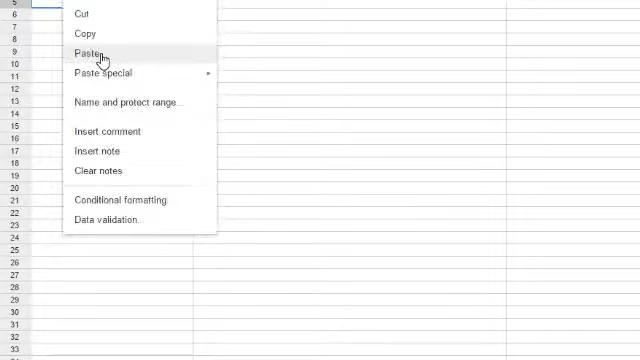 5
6
Cut
7
8
Copy
9
Paste
10
11
Paste special
12
13
Name and protect range...
14
15
16
Insert comment
17
Insert note
18
19
Clear notes
20
21
Conditional formatting
22
23
Data validation...
24
25
26
27
28
29
30
31
32
33